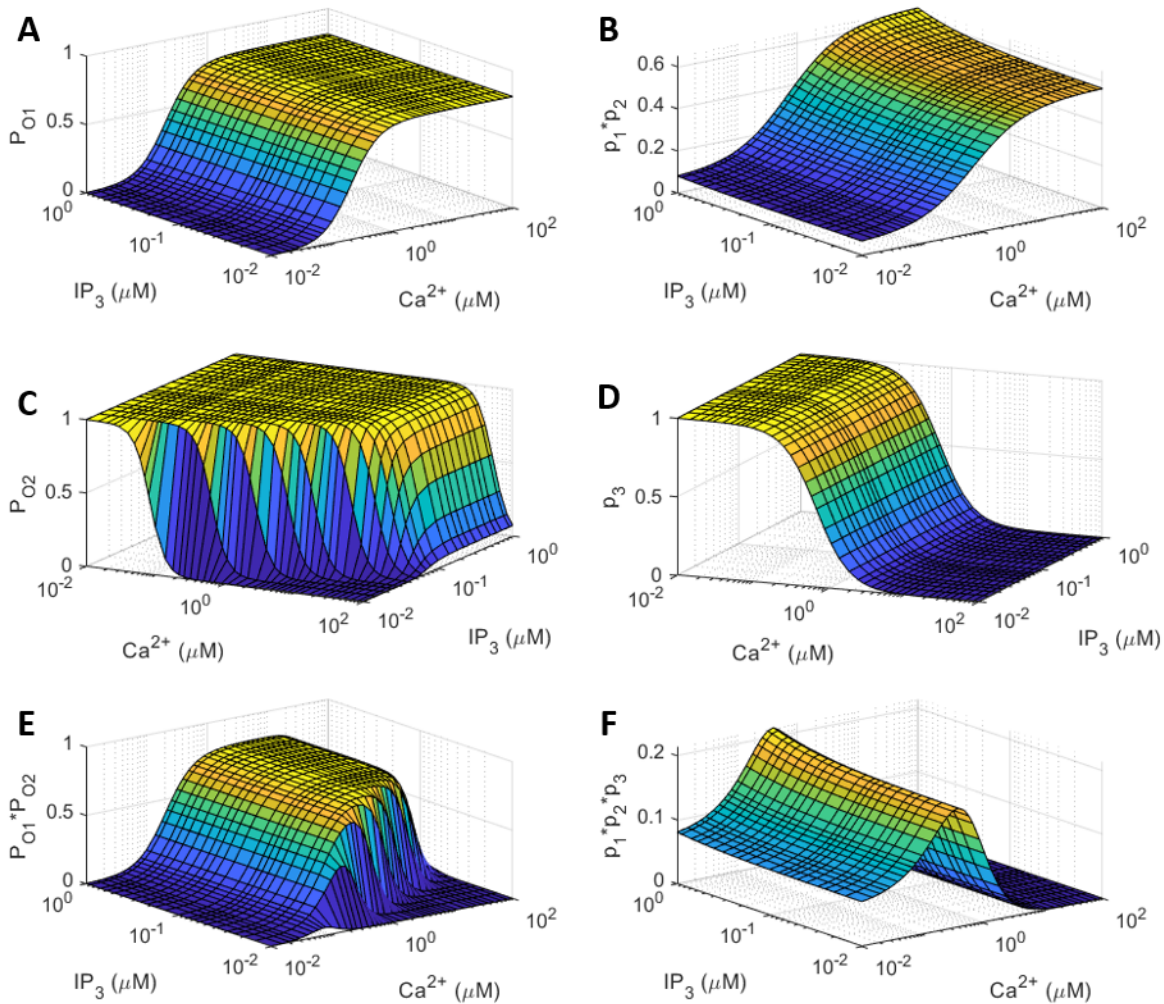 A
1
0.5
0
P_O1
10^0
10^-1
10^-2
IP_3 (μM)
10^-2
10^0
10^2
Ca^2+ (μM)
B
0.6
0.4
0.2
0
p_1*p_2
10^0
10^-1
10^-2
IP_3 (μM)
10^-2
10^0
10^2
Ca^2+ (μM)
C
1
0.5
0
P_O2
10^-2
10^0
10^2
Ca^2+ (μM)
10^-2
10^-1
10^0
IP_3 (μM)
D
1
0.5
0
p_3
10^-2
10^0
10^2
Ca^2+ (μM)
10^-2
10^-1
10^0
IP_3 (μM)
E
1
0.5
0
P_O1*P_O2
10^0
10^-1
10^-2
IP_3 (μM)
10^-2
10^0
10^2
Ca^2+ (μM)
F
0.2
0.1
0
p_1*p_2*p_3
10^0
10^-1
10^-2
IP_3 (μM)
10^-2
10^0
10^2
Ca^2+ (μM)